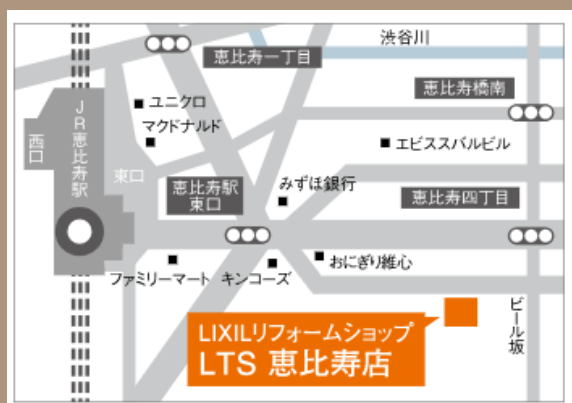 渋谷川
恵比寿一丁目
恵比寿橋南
ユニクロ
マクドナルド
JR恵比寿駅
西口
東口
エビススバルビル
恵比寿駅
東口
みずほ銀行
恵比寿四丁目
ファミリーマート
キンコーズ
おにぎり維心
LIXILリフォームショップ
LTS 恵比寿店
ビール坂